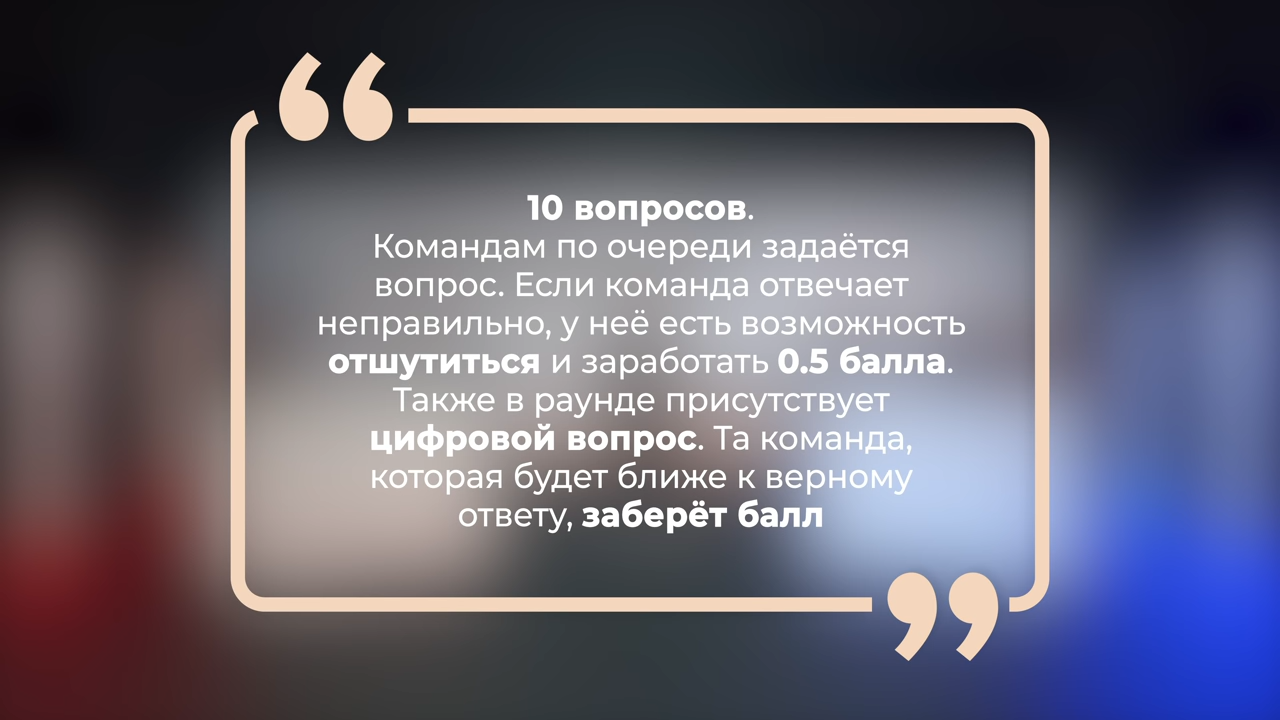 10 вопросов.
Командам по очереди задаётся
вопрос. Если команда отвечает
неправильно, у неё есть возможность
отшутиться и заработать 0.5 балла.
Также в раунде присутствует
цифровой вопрос. Та команда,
которая будет ближе к верному
ответу, заберёт балл